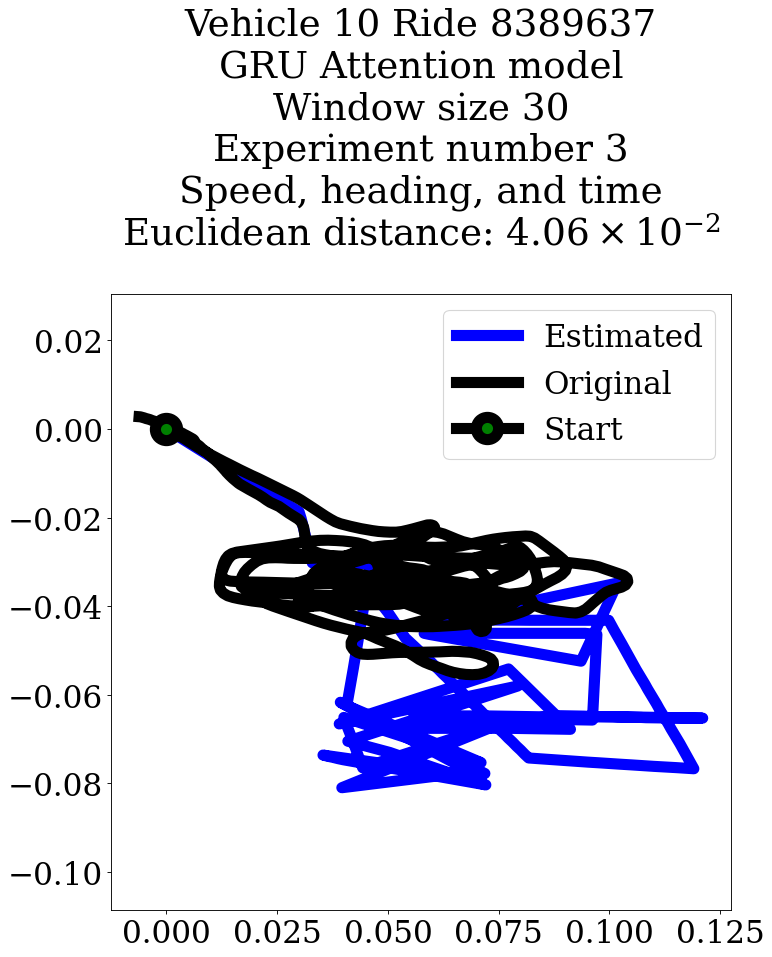 Vehicle 10 Ride 8389637
GRU Attention model
Window size 30
Experiment number 3
Speed, heading, and time
Euclidean distance: 4.06 × 10⁻²
Estimated
Original
Start
0.02
0.00
−0.02
−0.04
−0.06
−0.08
−0.10
0.000 0.025 0.050 0.075 0.100 0.125